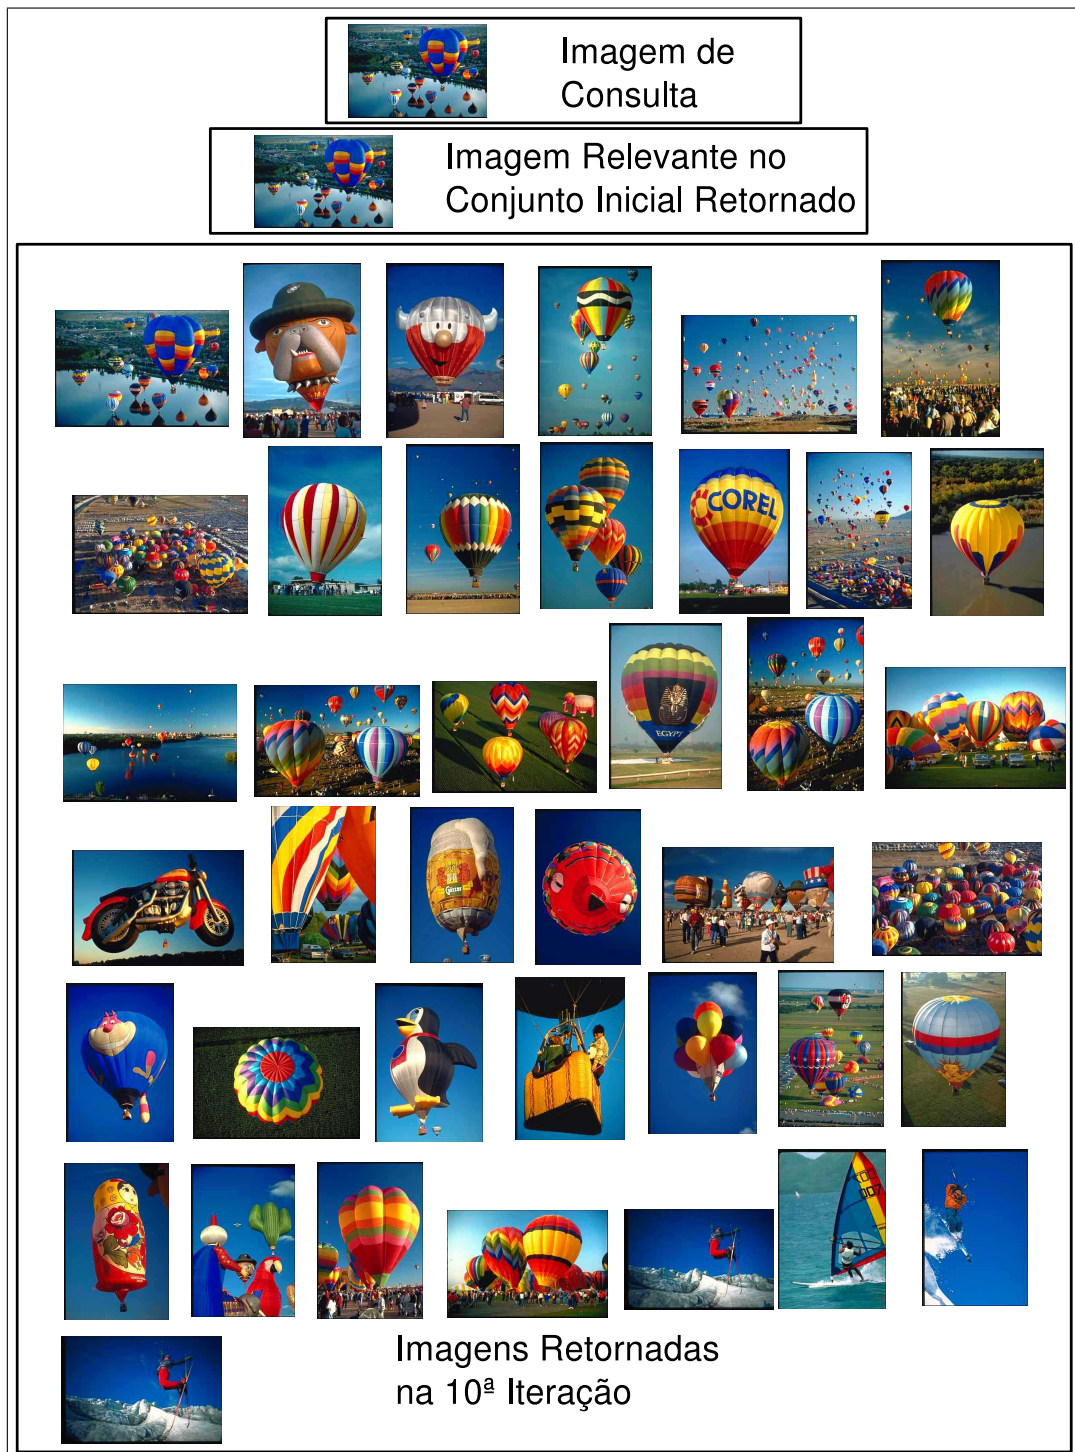 Imagem de
Consulta
Imagem Relevante no
Conjunto Inicial Retornado
COREL
EGYPT
Imagens Retornadas
na 10ª Iteração